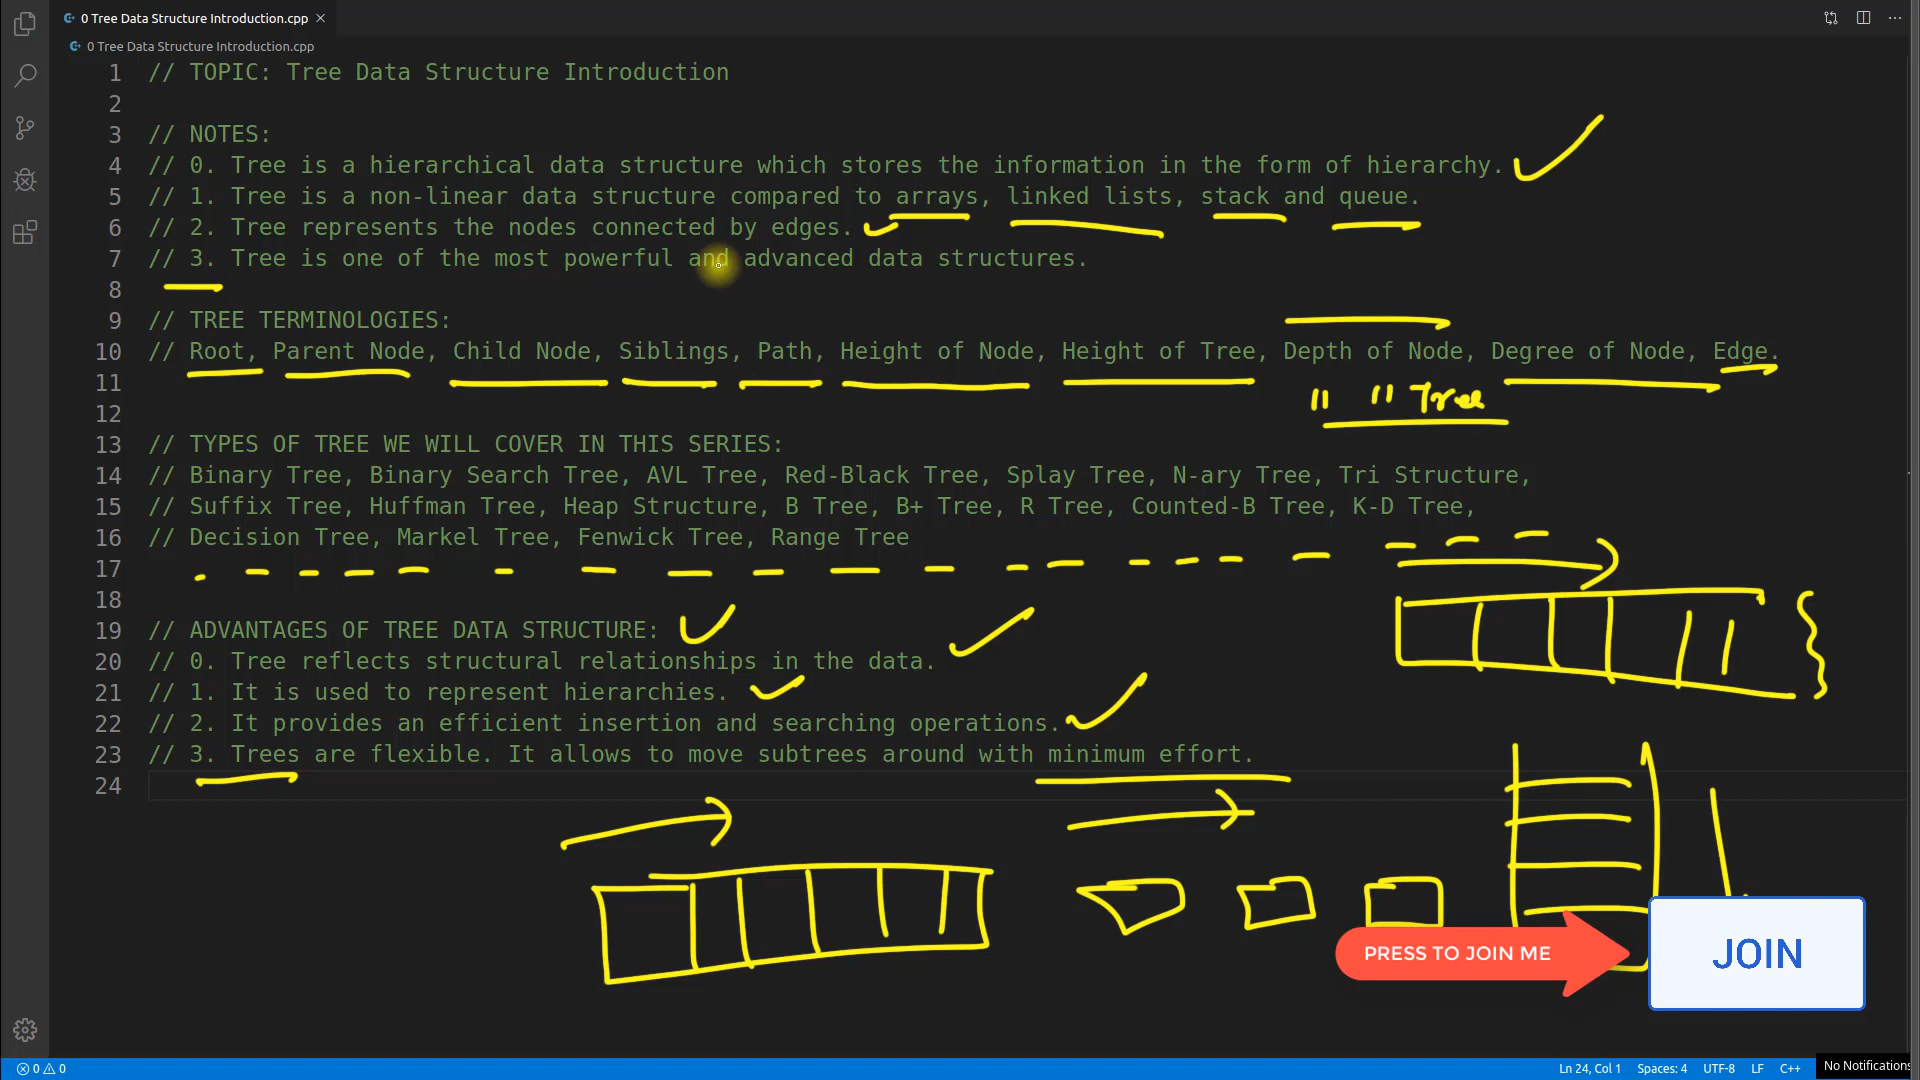 0 Tree Data Structure Introduction.cpp
0 Tree Data Structure Introduction.cpp
1 // TOPIC: Tree Data Structure Introduction
2
3 // NOTES:
4 // 0. Tree is a hierarchical data structure which stores the information in the form of hierarchy.
5 // 1. Tree is a non-linear data structure compared to arrays, linked lists, stack and queue.
6 // 2. Tree represents the nodes connected by edges.
7 // 3. Tree is one of the most powerful and advanced data structures.
8
9 // TREE TERMINOLOGIES:
10 // Root, Parent Node, Child Node, Siblings, Path, Height of Node, Height of Tree, Depth of Node, Degree of Node, Edge.
11
" " Tree
12
13 // TYPES OF TREE WE WILL COVER IN THIS SERIES:
14 // Binary Tree, Binary Search Tree, AVL Tree, Red-Black Tree, Splay Tree, N-ary Tree, Tri Structure,
15 // Suffix Tree, Huffman Tree, Heap Structure, B Tree, B+ Tree, R Tree, Counted-B Tree, K-D Tree,
16 // Decision Tree, Markel Tree, Fenwick Tree, Range Tree
17
18
19 // ADVANTAGES OF TREE DATA STRUCTURE:
20 // 0. Tree reflects structural relationships in the data.
21 // 1. It is used to represent hierarchies.
22 // 2. It provides an efficient insertion and searching operations.
23 // 3. Trees are flexible. It allows to move subtrees around with minimum effort.
24
PRESS TO JOIN ME
JOIN
0 0
Ln 24, Col 1 Spaces: 4 UTF-8 LF C++ No Notifications